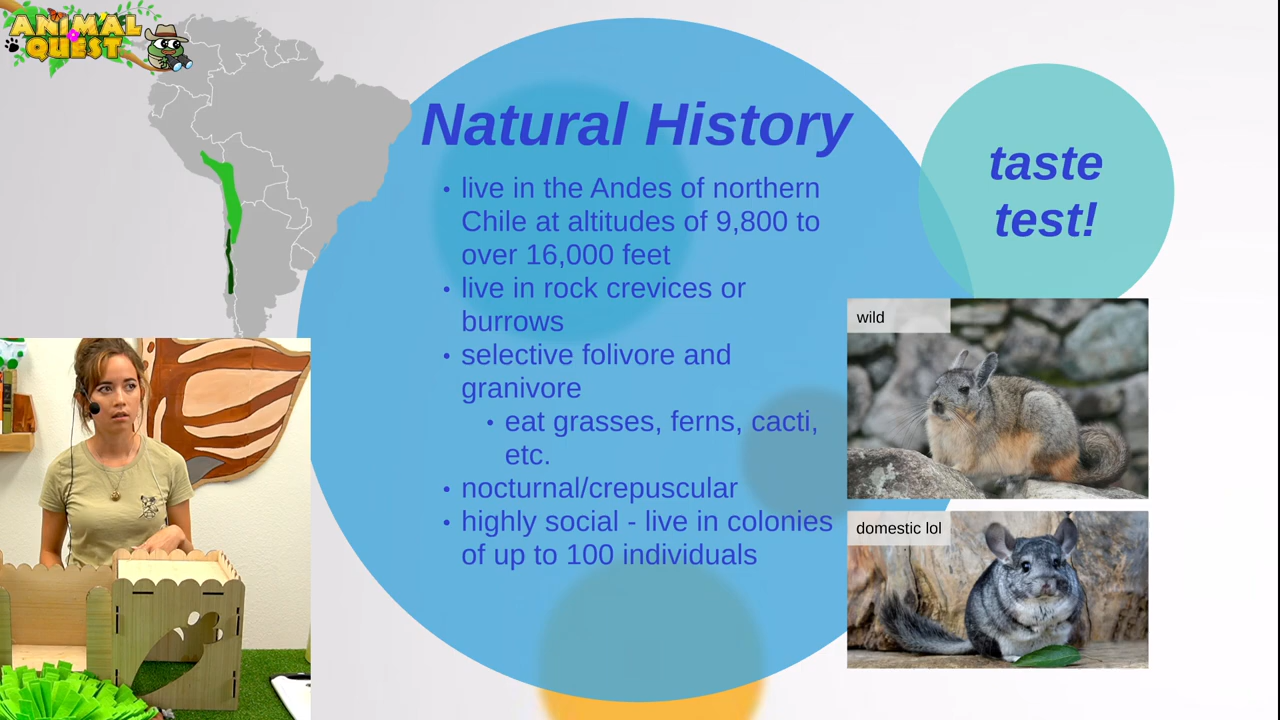 ANIMAL
QUEST
Natural History
• live in the Andes of northern
Chile at altitudes of 9,800 to
over 16,000 feet
• live in rock crevices or
burrows
• selective folivore and
granivore
• eat grasses, ferns, cacti,
etc.
• nocturnal/crepuscular
• highly social - live in colonies
of up to 100 individuals
taste
test!
wild
domestic lol